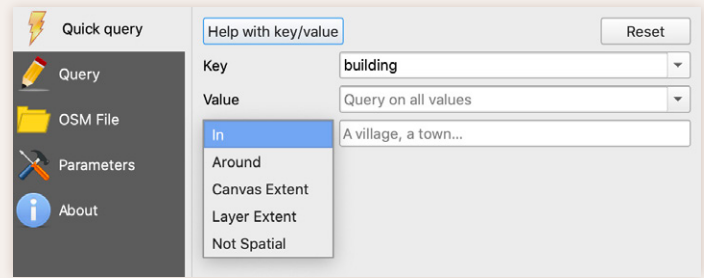 Quick query
Query
OSM File
Parameters
About
Help with key/value
Reset
Key
building
Value
Query on all values
In
A village, a town...
Around
Canvas Extent
Layer Extent
Not Spatial